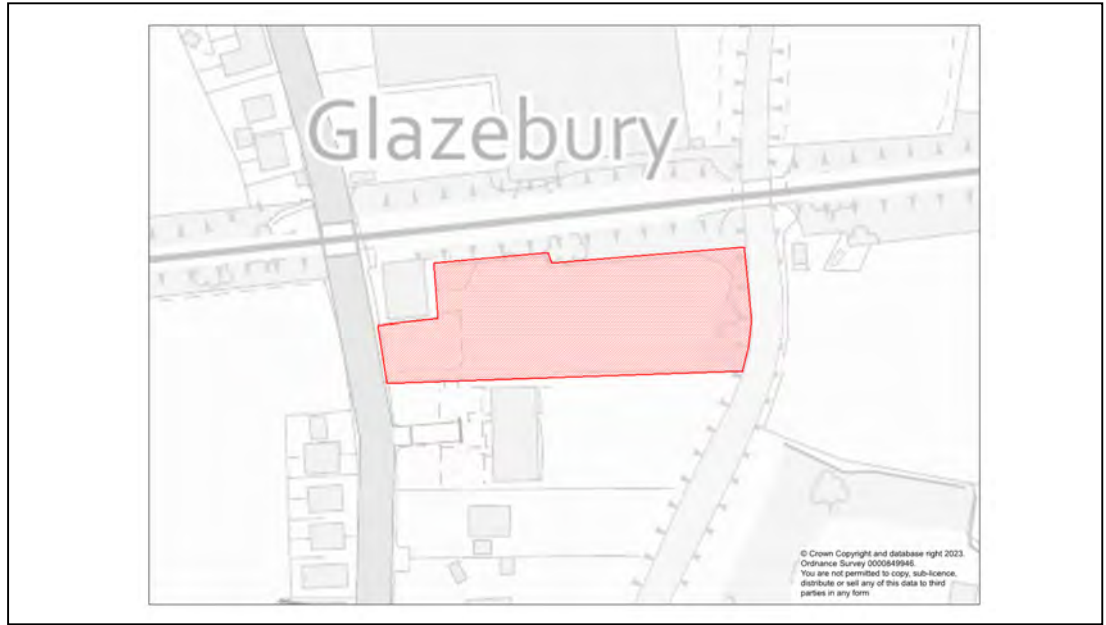 Glazebury
© Crown Copyright and database right 2023.
Ordnance Survey 0000849946.
You are not permitted to copy, sub-licence,
distribute or sell any of this data to third
parties in any form